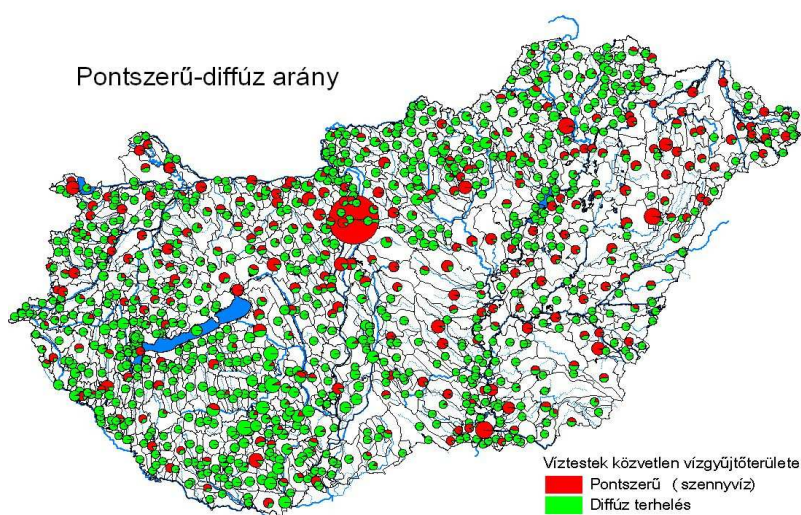 Pontszerű-diffúz arány
Víztestek közvetlen vízgyűjtőterülete
Pontszerű ( szennyvíz)
Diffúz terhelés